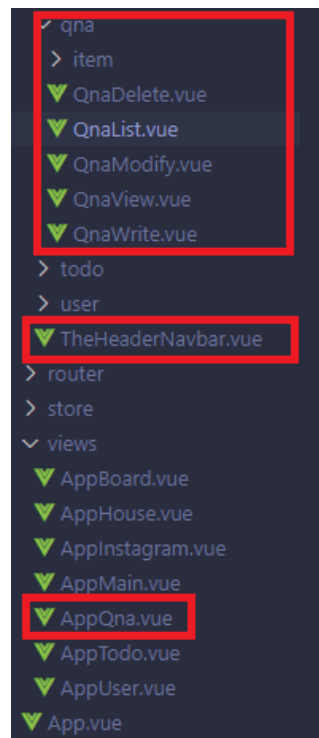 qna
item
QnaDelete.vue
QnaList.vue
QnaModify.vue
QnaView.vue
QnaWrite.vue
todo
user
TheHeaderNavbar.vue
router
store
views
AppBoard.vue
AppHouse.vue
AppInstagram.vue
AppMain.vue
AppQna.vue
AppTodo.vue
AppUser.vue
App.vue